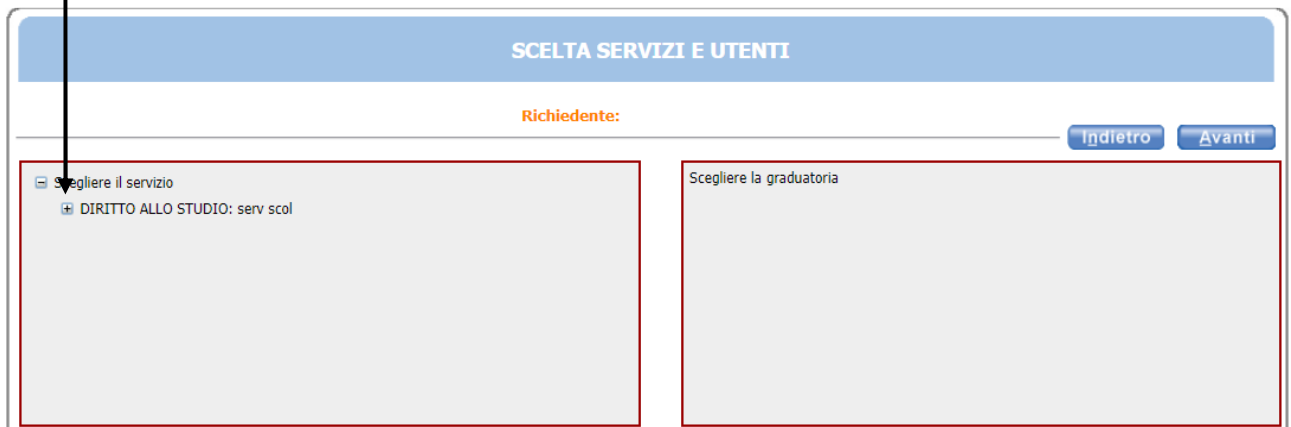 SCELTA SERVIZI E UTENTI
Richiedente:
Indietro Avanti
Scegliere il servizio
DIRITTO ALLO STUDIO: serv scol
Scegliere la graduatoria